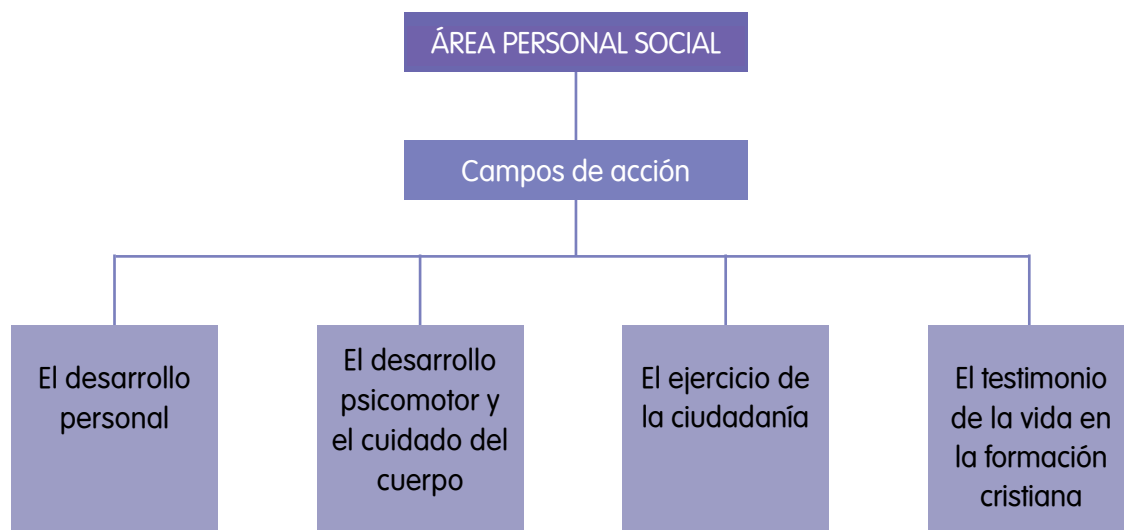 ÁREA PERSONAL SOCIAL
Campos de acción
El desarrollo
personal
El desarrollo
psicomotor y
el cuidado del
cuerpo
El ejercicio de
la ciudadanía
El testimonio
de la vida en
la formación
cristiana